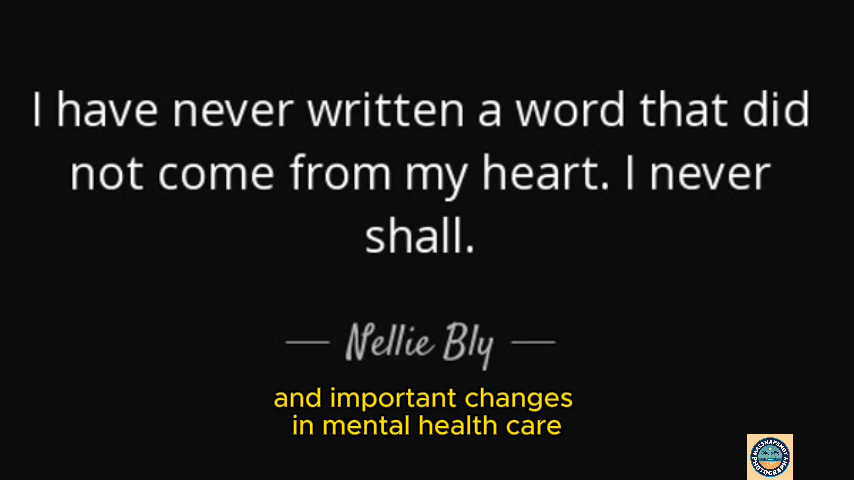 I have never written a word that did
not come from my heart. I never
shall.
Nellie Bly
and important changes
in mental health care